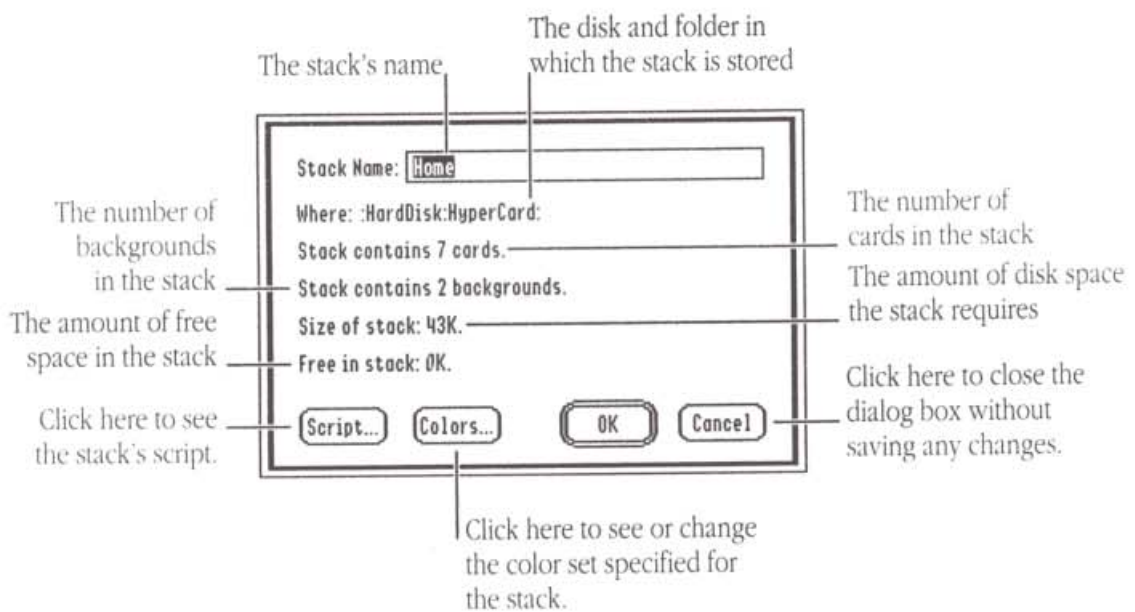 The disk and folder in
which the stack is stored
The stack's name
Stack Name: Home
Where: :HardDisk:HyperCard:
Stack contains 7 cards.
Stack contains 2 backgrounds.
Size of stack: 43K.
Free in stack: 0K.
Script...
Colors...
OK
Cancel
The number of
backgrounds
in the stack
The amount of free
space in the stack
Click here to see
the stack's script.
The number of
cards in the stack
The amount of disk space
the stack requires
Click here to close the
dialog box without
saving any changes.
Click here to see or change
the color set specified for
the stack.